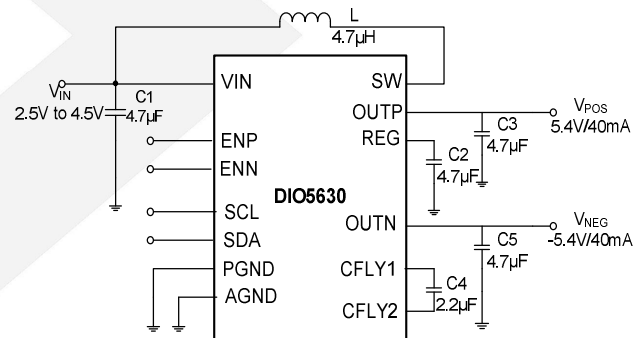 L
4.7µH
VIN
2.5V to 4.5V
C1
4.7µF
VIN
ENP
ENN
SCL
SDA
PGND
AGND
DIO5630
SW
OUTP
REG
OUTN
CFLY1
CFLY2
C2
4.7µF
C3
4.7µF
VPOS
5.4V/40mA
VNEG
-5.4V/40mA
C5
4.7µF
C4
2.2µF